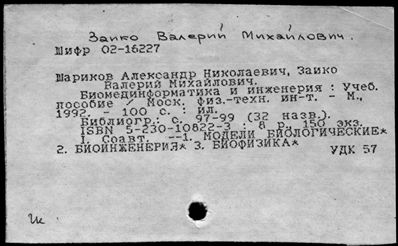 Заико Валерий Михайлович.
Шифр 02-16227
Шариков Александр Николаевич, Заико
Валерий Михайлович.
Биомединформатика и инженерия : Учеб.
пособие / Моск. физ.-техн. ин-т. - М.,
1992. - 100 с. : ил.
Библиогр.: с. 97-99 (32 назв.).
ISBN 5-230-10822-3 : 8 р. 150 экз.
I. Соавт. --1. МОДЕЛИ БИОЛОГИЧЕСКИЕ*
2. БИОИНЖЕНЕРИЯ* 3. БИОФИЗИКА*
УДК 57